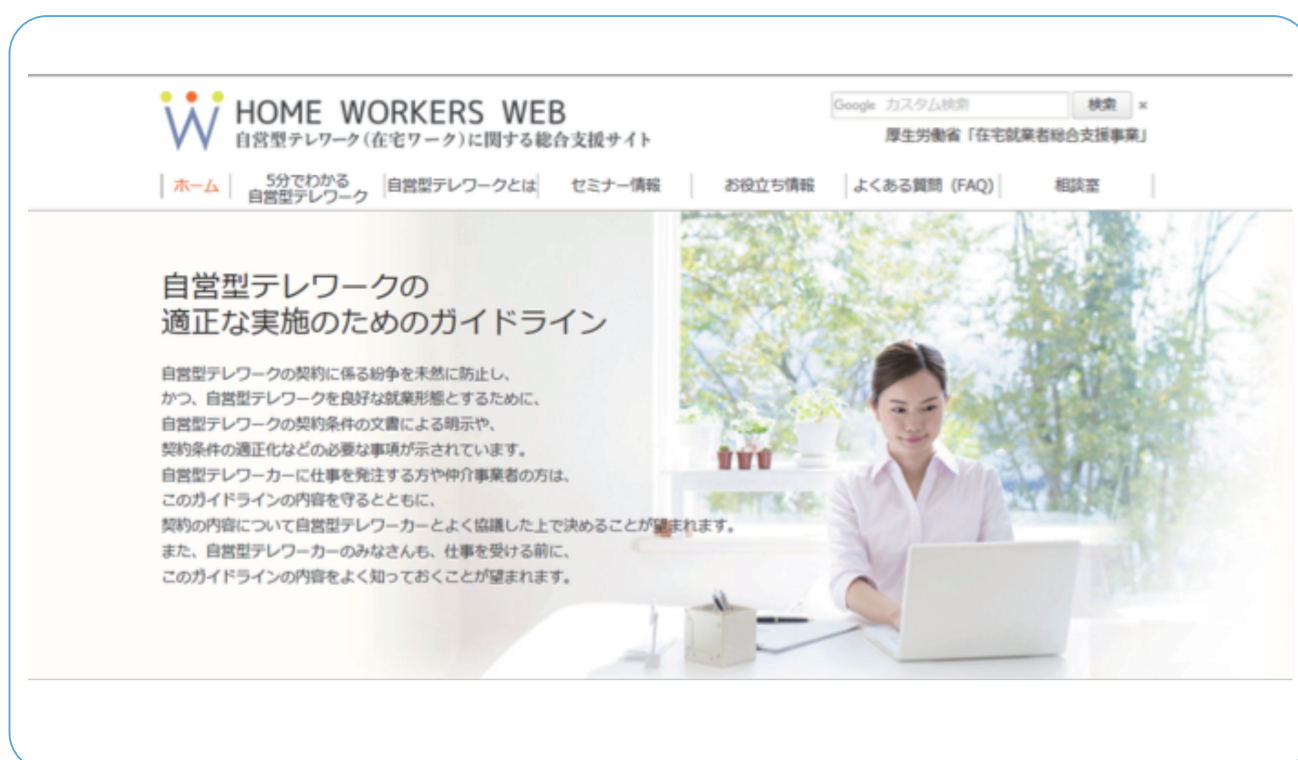 HOME WORKERS WEB
自営型テレワーク(在宅ワーク)に関する総合支援サイト
Google カスタム検索
検索
×
厚生労働省「在宅就業者総合支援事業」
ホーム
5分でわかる
自営型テレワーク
自営型テレワークとは
セミナー情報
お役立ち情報
よくある質問 (FAQ)
相談室
自営型テレワークの
適正な実施のためのガイドライン
自営型テレワークの契約に係る紛争を未然に防止し、
かつ、自営型テレワークを良好な就業形態とするために、
自営型テレワークの契約条件の文書による明示や、
契約条件の適正化などの必要な事項が示されています。
自営型テレワーカーに仕事を発注する方や仲介事業者の方は、
このガイドラインの内容を守るとともに、
契約の内容について自営型テレワーカーとよく協議した上で決めることが望まれます。
また、自営型テレワーカーのみなさんも、仕事を受ける前に、
このガイドラインの内容をよく知っておくことが望まれます。